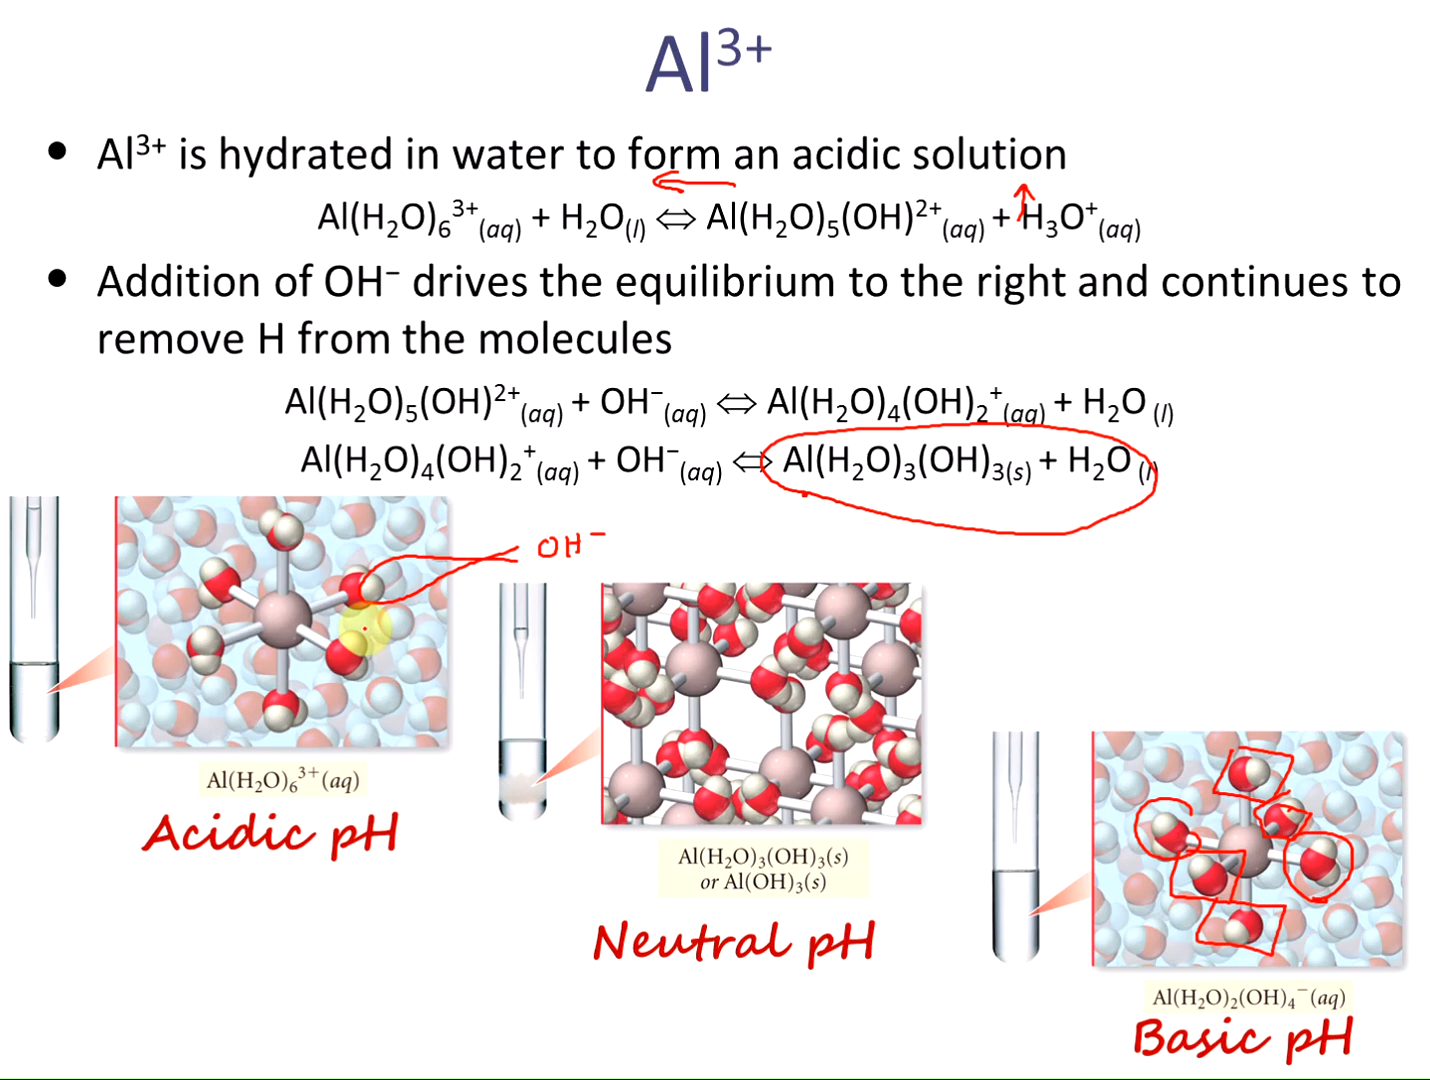 Al³⁺
• Al³⁺ is hydrated in water to form an acidic solution
Al(H₂O)₆³⁺(aq) + H₂O(l) ⇔ Al(H₂O)₅(OH)²⁺(aq) + H₃O⁺(aq)
• Addition of OH⁻ drives the equilibrium to the right and continues to
remove H from the molecules
Al(H₂O)₅(OH)²⁺(aq) + OH⁻(aq) ⇔ Al(H₂O)₄(OH)₂⁺(aq) + H₂O (l)
Al(H₂O)₄(OH)₂⁺(aq) + OH⁻(aq) ⇔ Al(H₂O)₃(OH)₃(s) + H₂O (l)
OH⁻
Al(H₂O)₆³⁺(aq)
Acidic pH
Al(H₂O)₃(OH)₃(s)
or Al(OH)₃(s)
Neutral pH
Al(H₂O)₂(OH)₄⁻(aq)
Basic pH